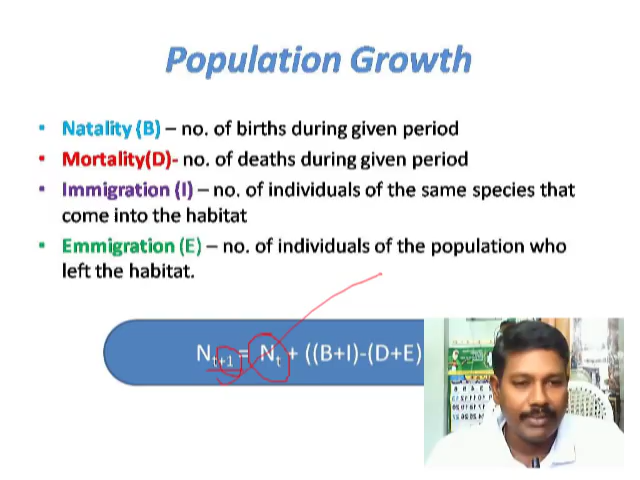 Population Growth
• Natality (B) – no. of births during given period
• Mortality(D)- no. of deaths during given period
• Immigration (I) – no. of individuals of the same species that
come into the habitat
• Emmigration (E) – no. of individuals of the population who
left the habitat.
Nt+1 = Nt + ((B+I)-(D+E)